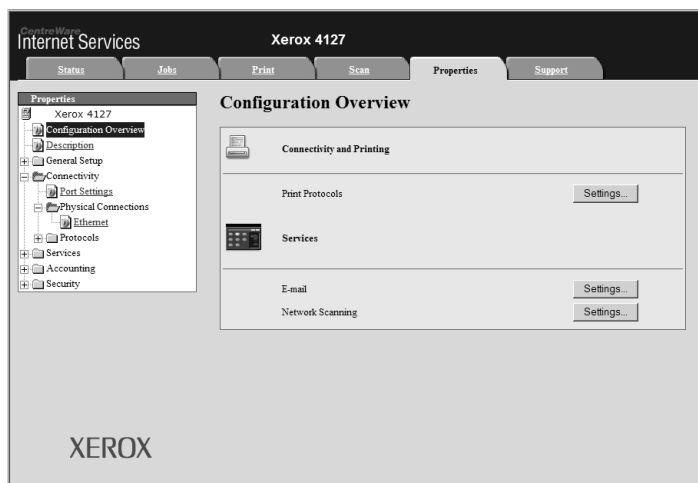 CentreWare
Internet Services
Xerox 4127
Status
Jobs
Print
Scan
Properties
Support
Properties
Xerox 4127
Configuration Overview
Description
General Setup
Connectivity
Port Settings
Physical Connections
Ethernet
Protocols
Services
Accounting
Security
Configuration Overview
Connectivity and Printing
Print Protocols
Settings...
Services
E-mail
Settings...
Network Scanning
Settings...
XEROX